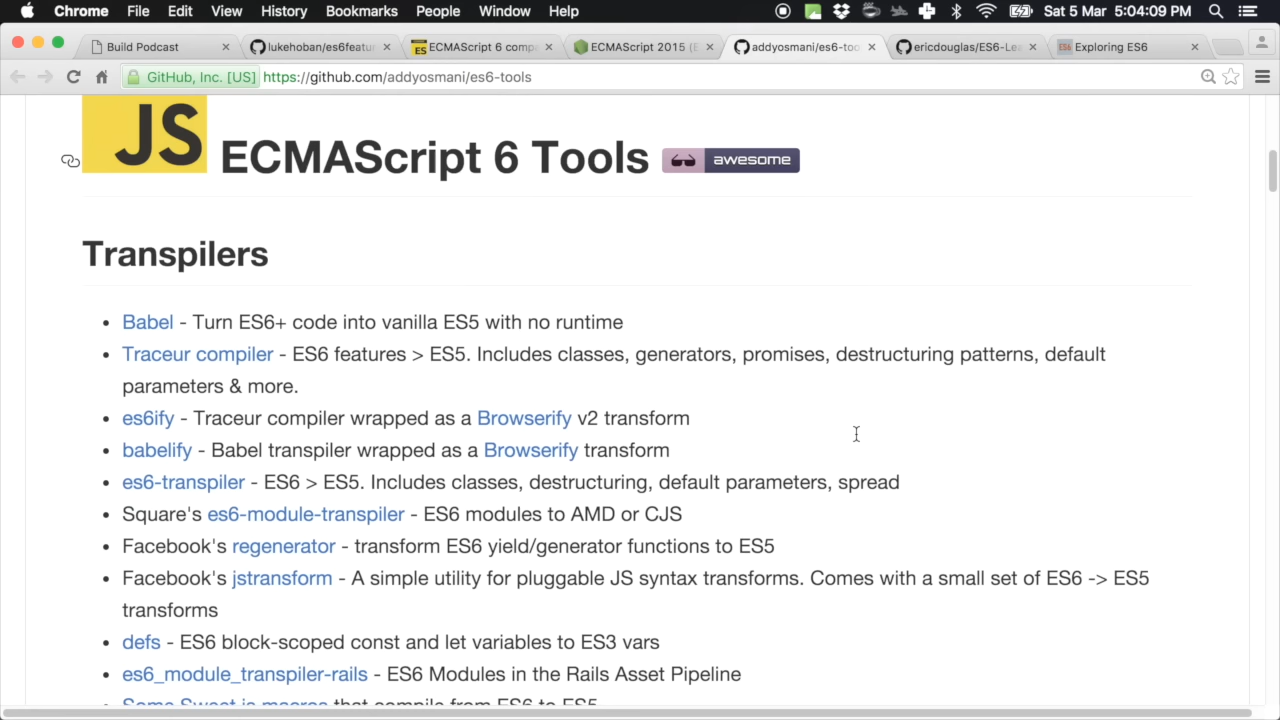 Chrome File Edit View History Bookmarks People Window Help Sat 5 Mar 5:04:09 PM
Build Podcast lukehoban/es6featur ECMAScript 6 comp ECMAScript 2015 addyosmani/es6-too ericdouglas/ES6-Lea Exploring ES6
GitHub, Inc. [US] https://github.com/addyosmani/es6-tools
JS ECMAScript 6 Tools awesome
Transpilers
• Babel - Turn ES6+ code into vanilla ES5 with no runtime
• Traceur compiler - ES6 features > ES5. Includes classes, generators, promises, destructuring patterns, default
parameters & more.
• es6ify - Traceur compiler wrapped as a Browserify v2 transform
• babelify - Babel transpiler wrapped as a Browserify transform
• es6-transpiler - ES6 > ES5. Includes classes, destructuring, default parameters, spread
• Square's es6-module-transpiler - ES6 modules to AMD or CJS
• Facebook's regenerator - transform ES6 yield/generator functions to ES5
• Facebook's jstransform - A simple utility for pluggable JS syntax transforms. Comes with a small set of ES6 -> ES5
transforms
• defs - ES6 block-scoped const and let variables to ES3 vars
• es6_module_transpiler-rails - ES6 Modules in the Rails Asset Pipeline
Some Sweet.js macros that compile from ES6 to ES5